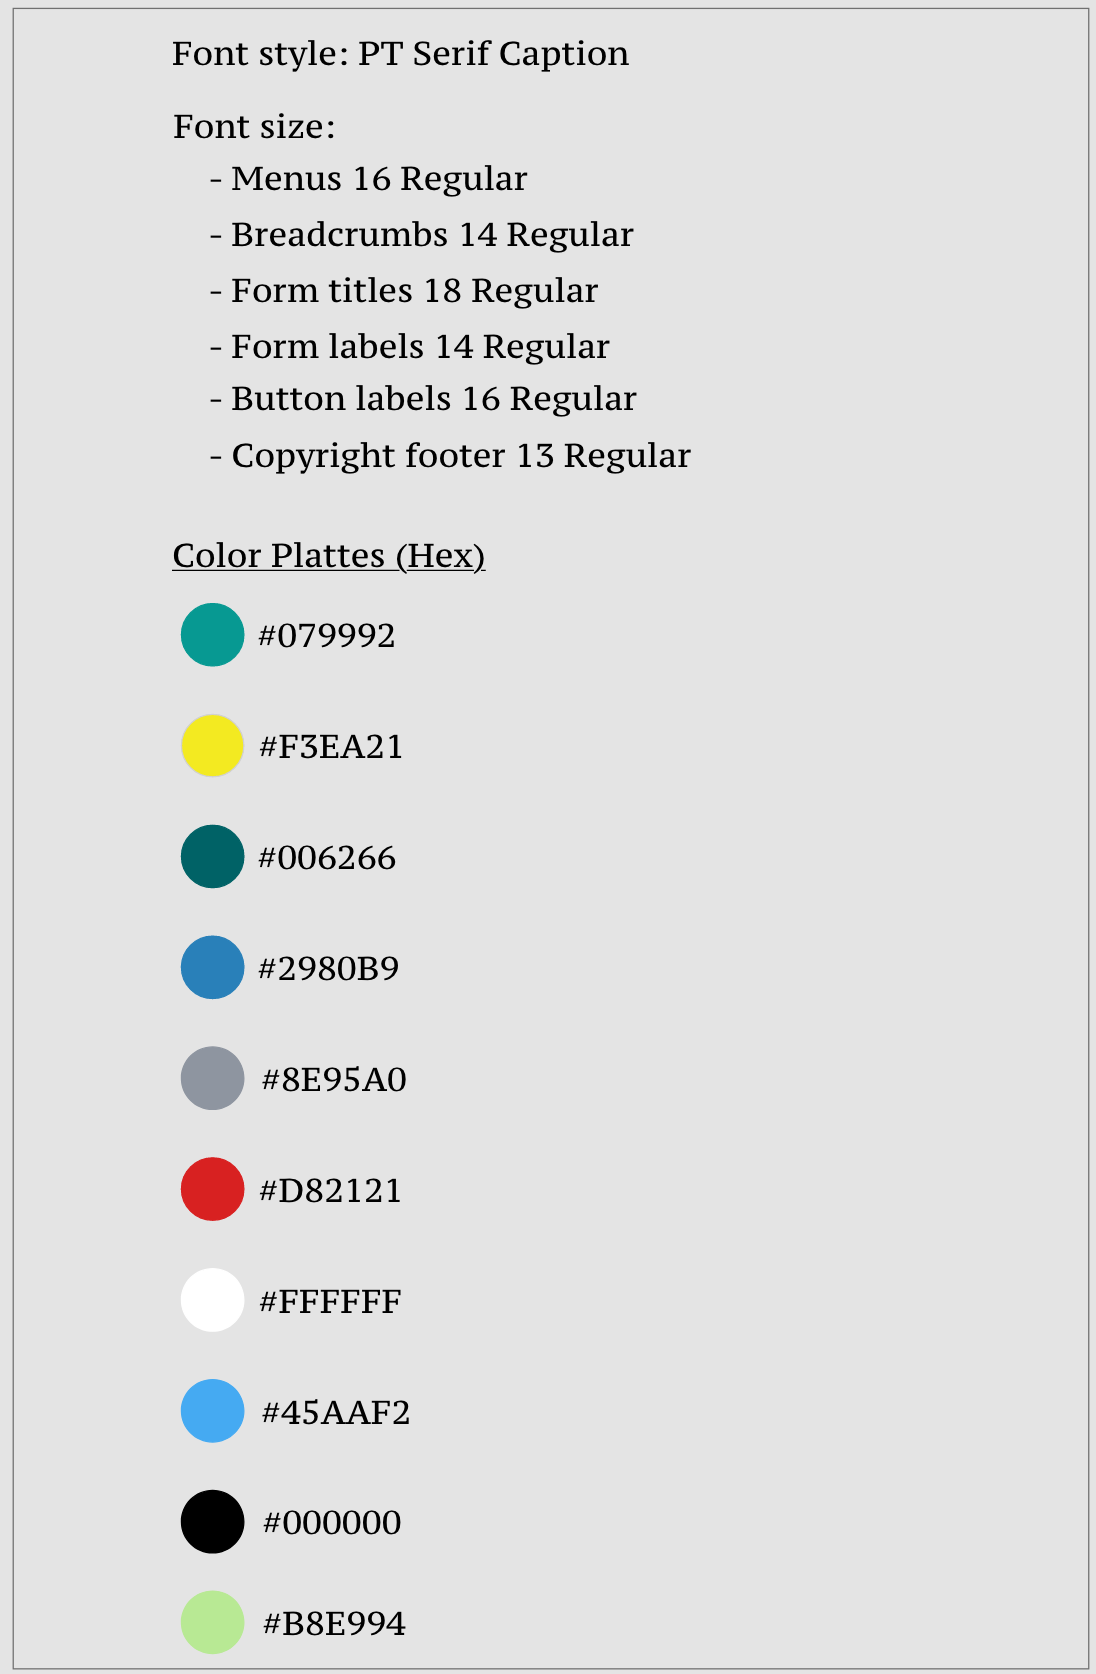 Font style: PT Serif Caption
Font size:
- Menus 16 Regular
- Breadcrumbs 14 Regular
- Form titles 18 Regular
- Form labels 14 Regular
- Button labels 16 Regular
- Copyright footer 13 Regular
Color Plattes (Hex)
#079992
#F3EA21
#006266
#2980B9
#8E95A0
#D82121
#FFFFFF
#45AAF2
#000000
#B8E994